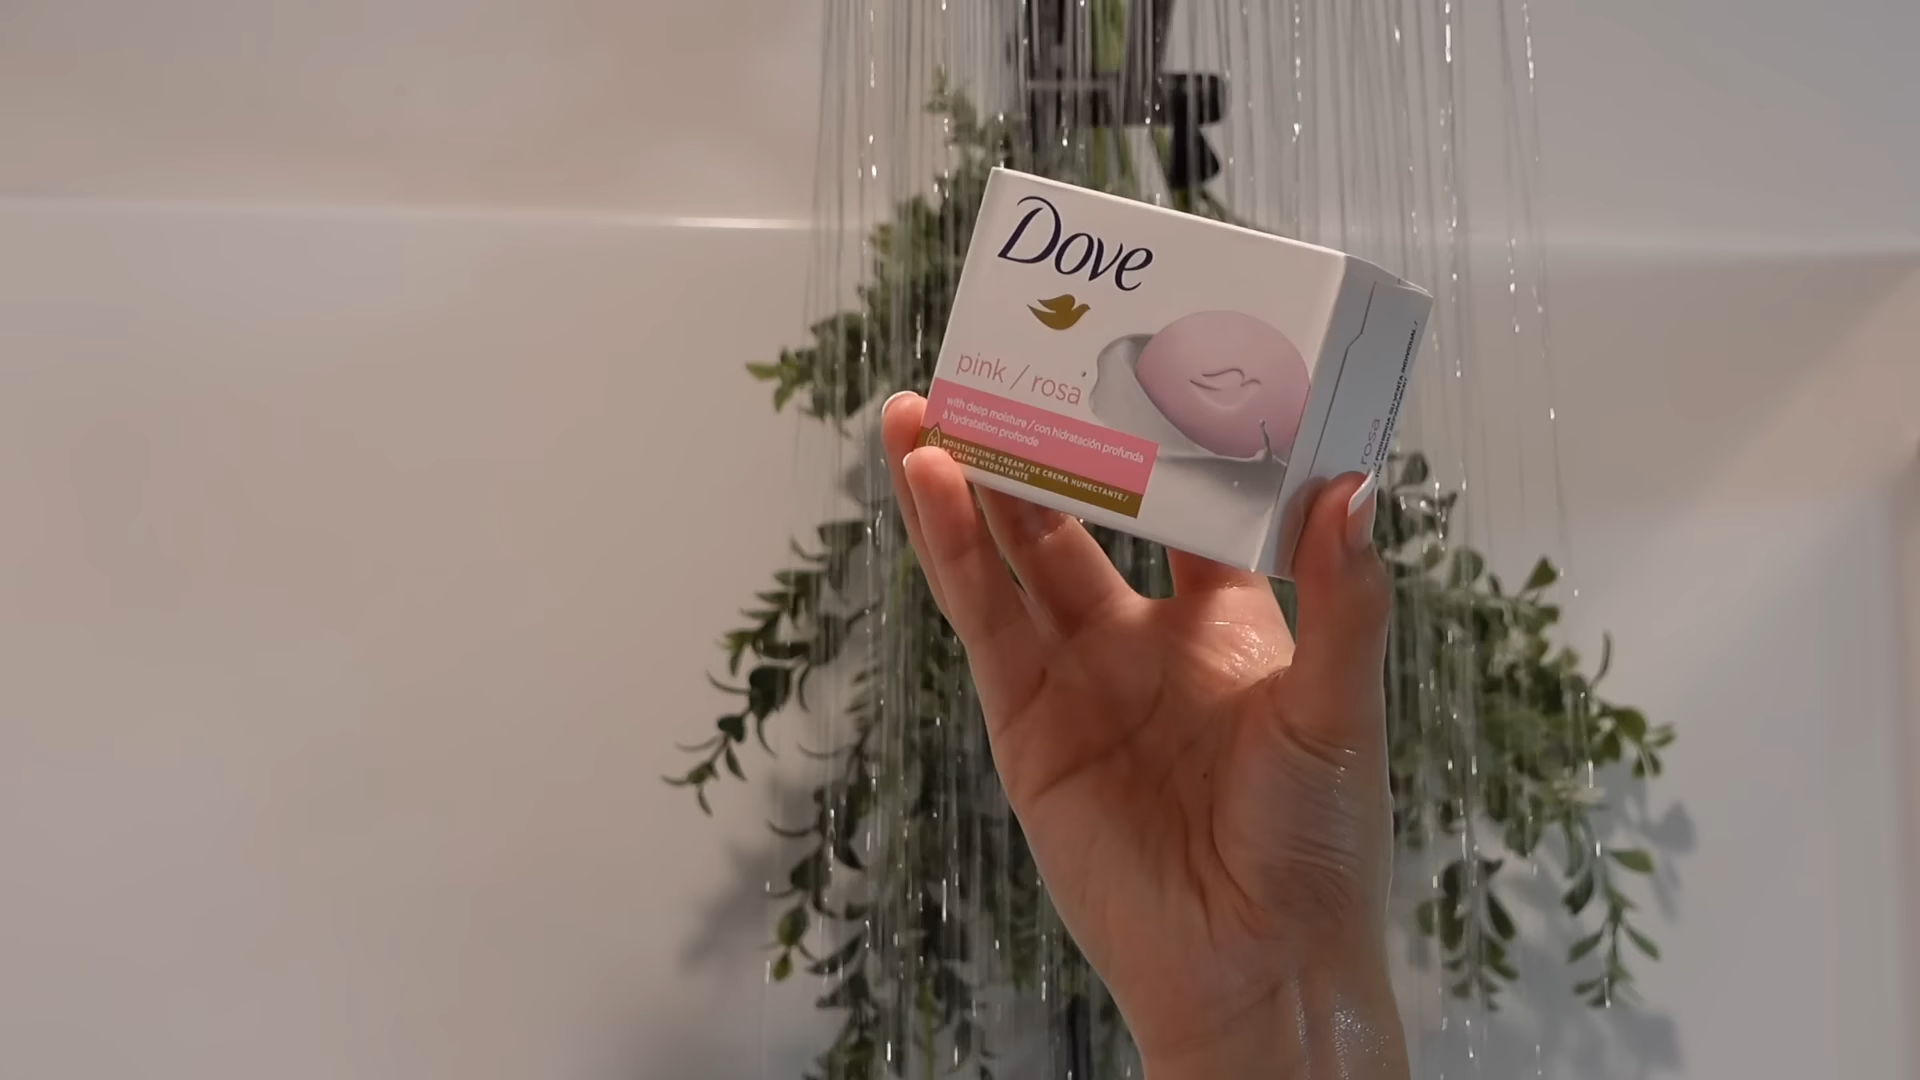 Dove
pink / rosa
with deep moisture / con hidratación profunda
à hydratation profonde
MOISTURIZING CREAM / DE CREMA HUMECTANTE /
CRÈME HYDRATANTE
rosa